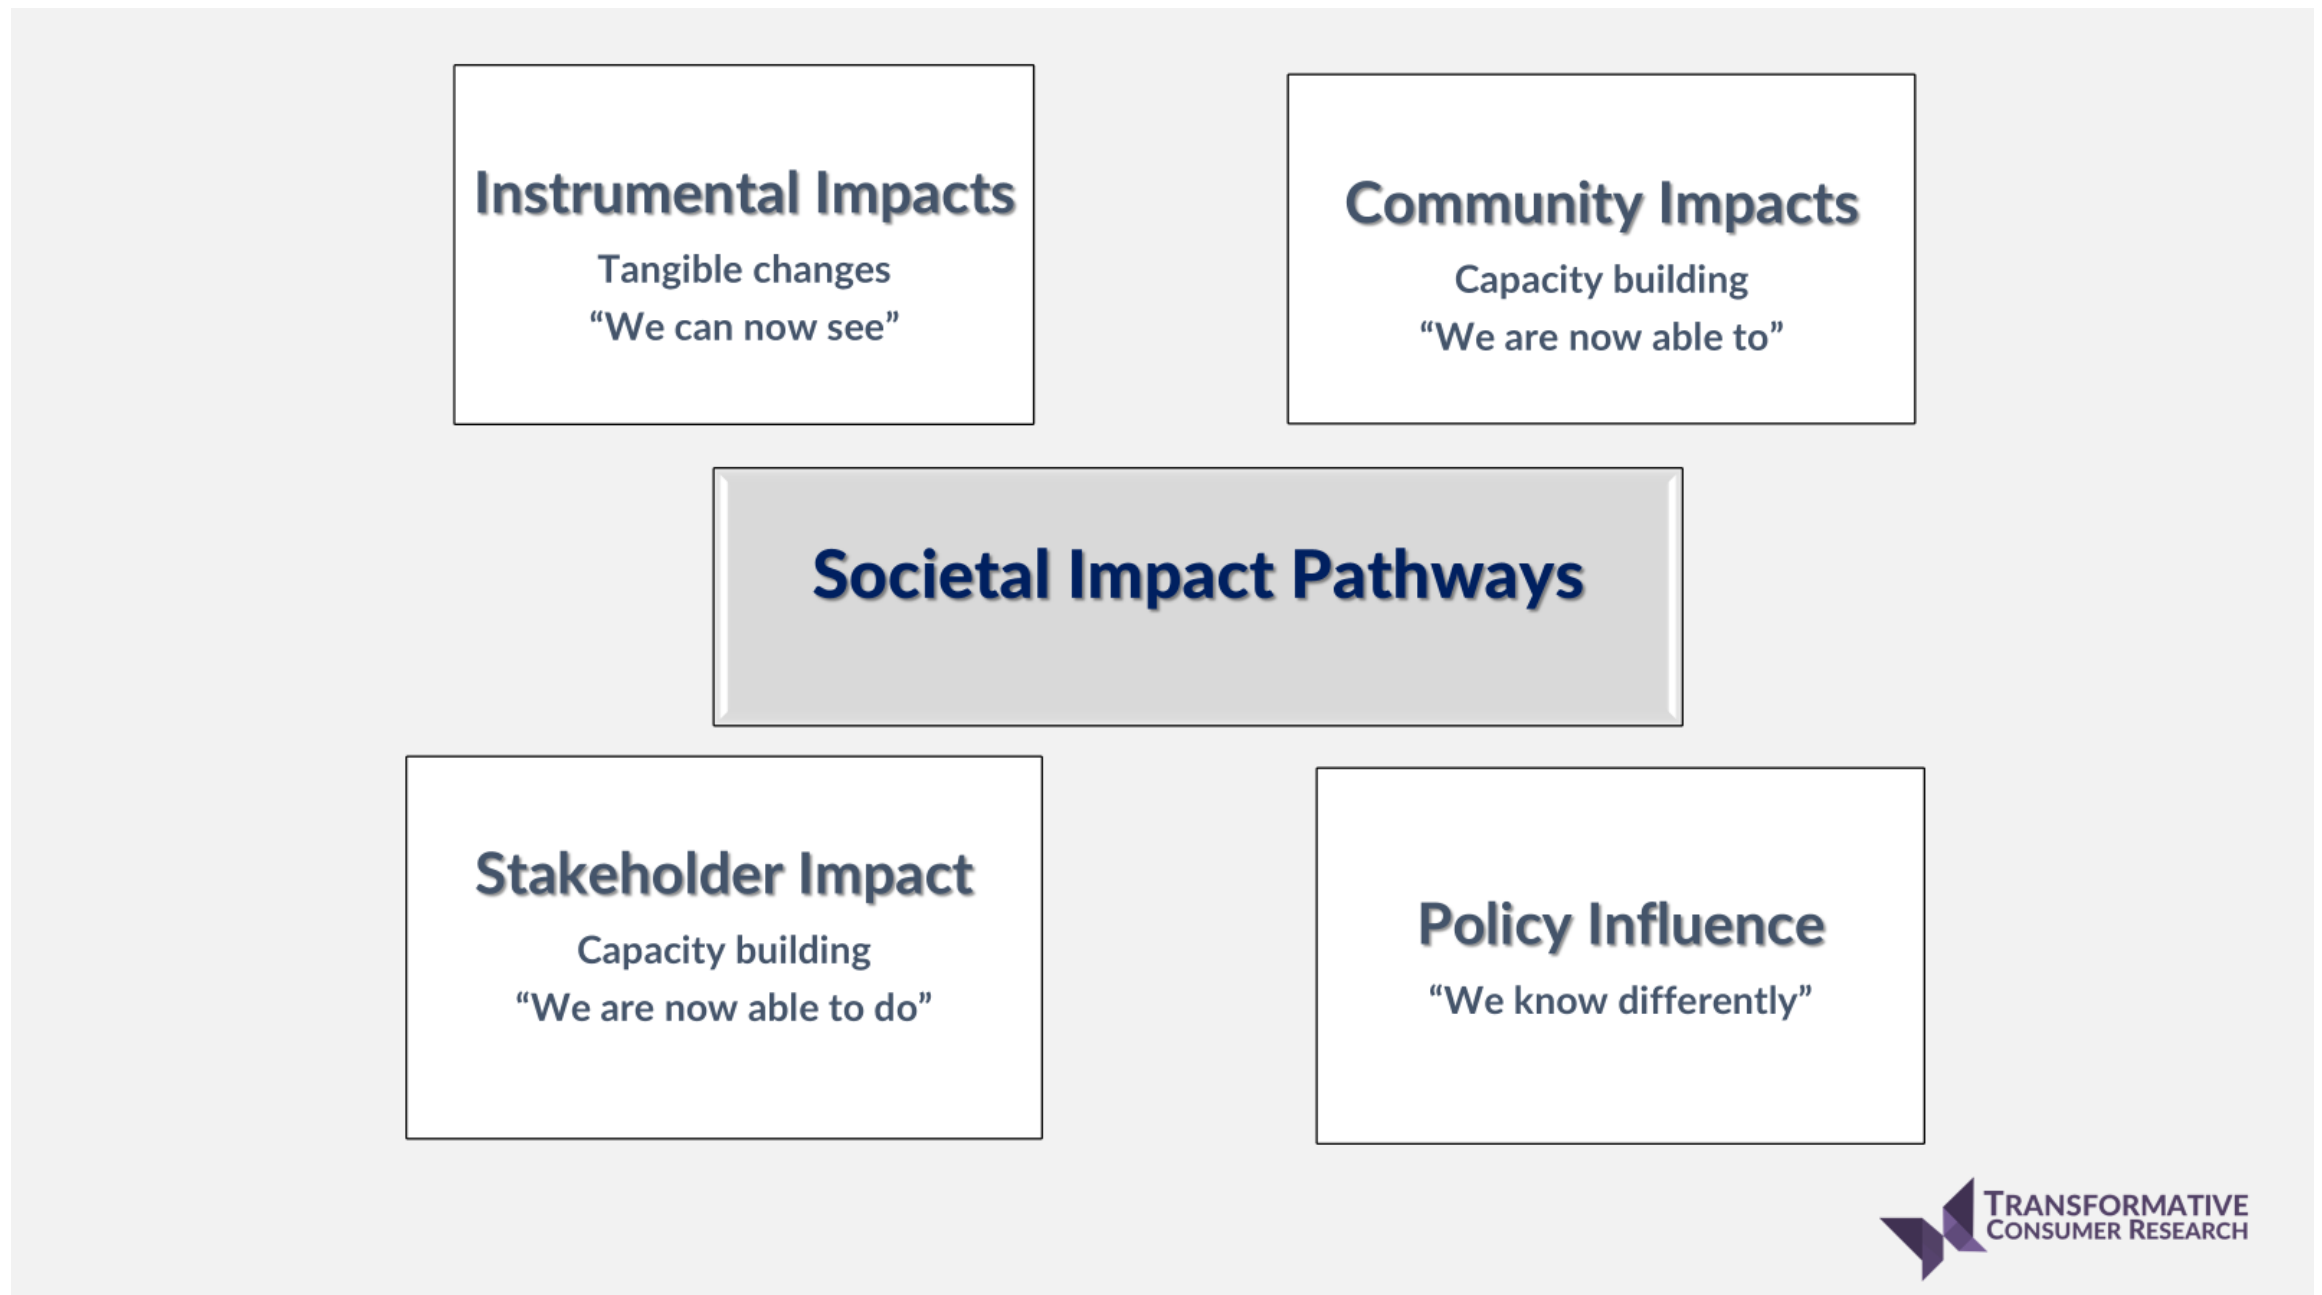 Instrumental Impacts
Tangible changes
“We can now see”
Community Impacts
Capacity building
“We are now able to”
Societal Impact Pathways
Stakeholder Impact
Capacity building
“We are now able to do”
Policy Influence
“We know differently”
TRANSFORMATIVE
CONSUMER RESEARCH